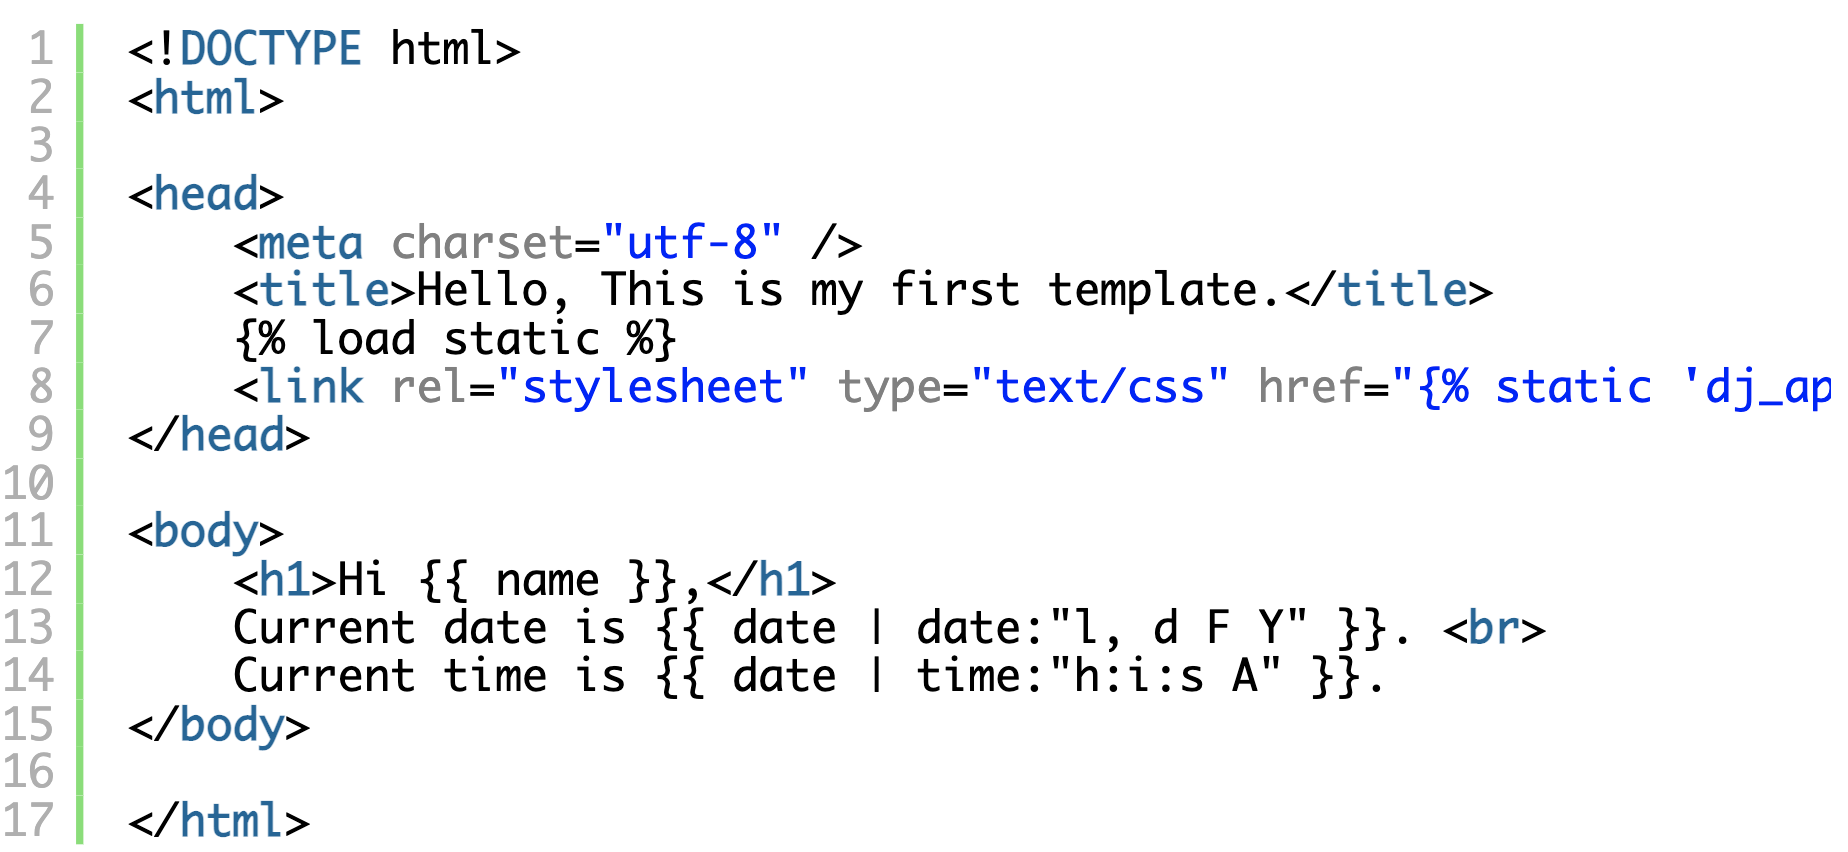 1 <!DOCTYPE html>
2 <html>
3
4 <head>
5     <meta charset="utf-8" />
6     <title>Hello, This is my first template.</title>
7     {% load static %}
8     <link rel="stylesheet" type="text/css" href="{% static 'dj_ap
9 </head>
10
11 <body>
12     <h1>Hi {{ name }},</h1>
13     Current date is {{ date | date:"l, d F Y" }}. <br>
14     Current time is {{ date | time:"h:i:s A" }}.
15 </body>
16
17 </html>